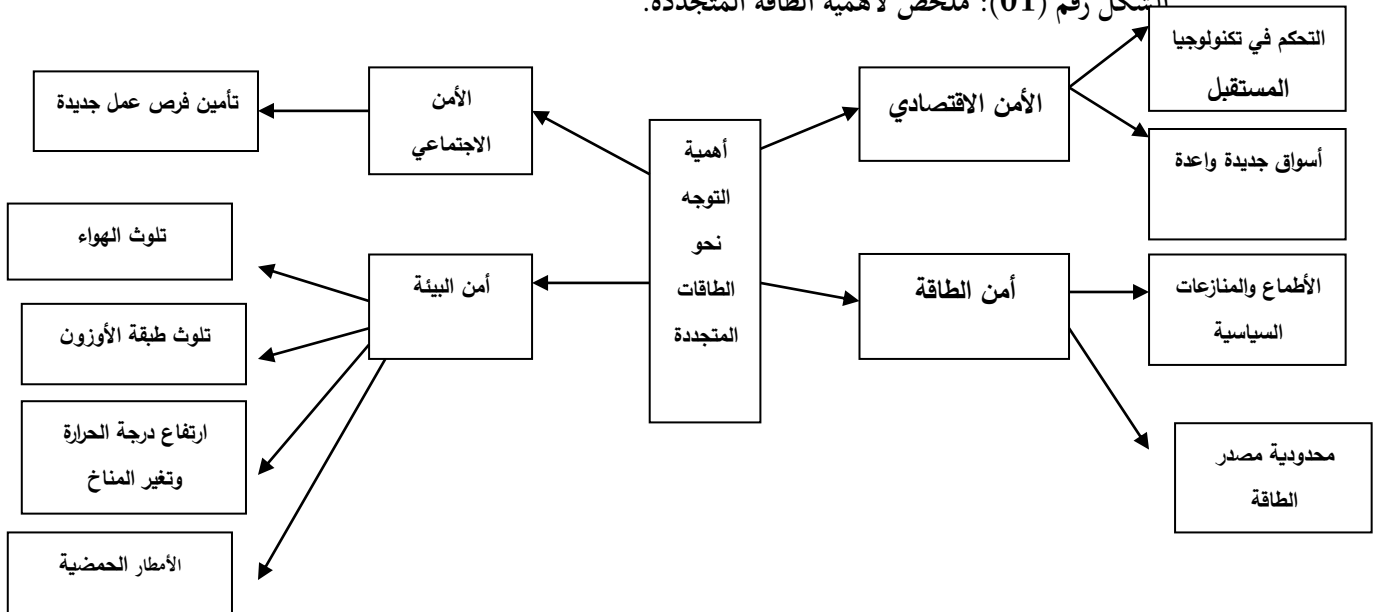 الشكل رقم (01): ملخص لأهمية الطاقة المتجددة.
التحكم في تكنولوجيا
المستقبل
أسواق جديدة واعدة
الأمن الاقتصادي
الأمن
الاجتماعي
تأمين فرص عمل جديدة
أهمية
التوجه
نحو
الطاقات
المتجددة
أمن الطاقة
الأطماع والمنازعات
السياسية
محدودية مصدر
الطاقة
أمن البيئة
تلوث الهواء
تلوث طبقة الأوزون
ارتفاع درجة الحرارة
وتغير المناخ
الأمطار الحمضية